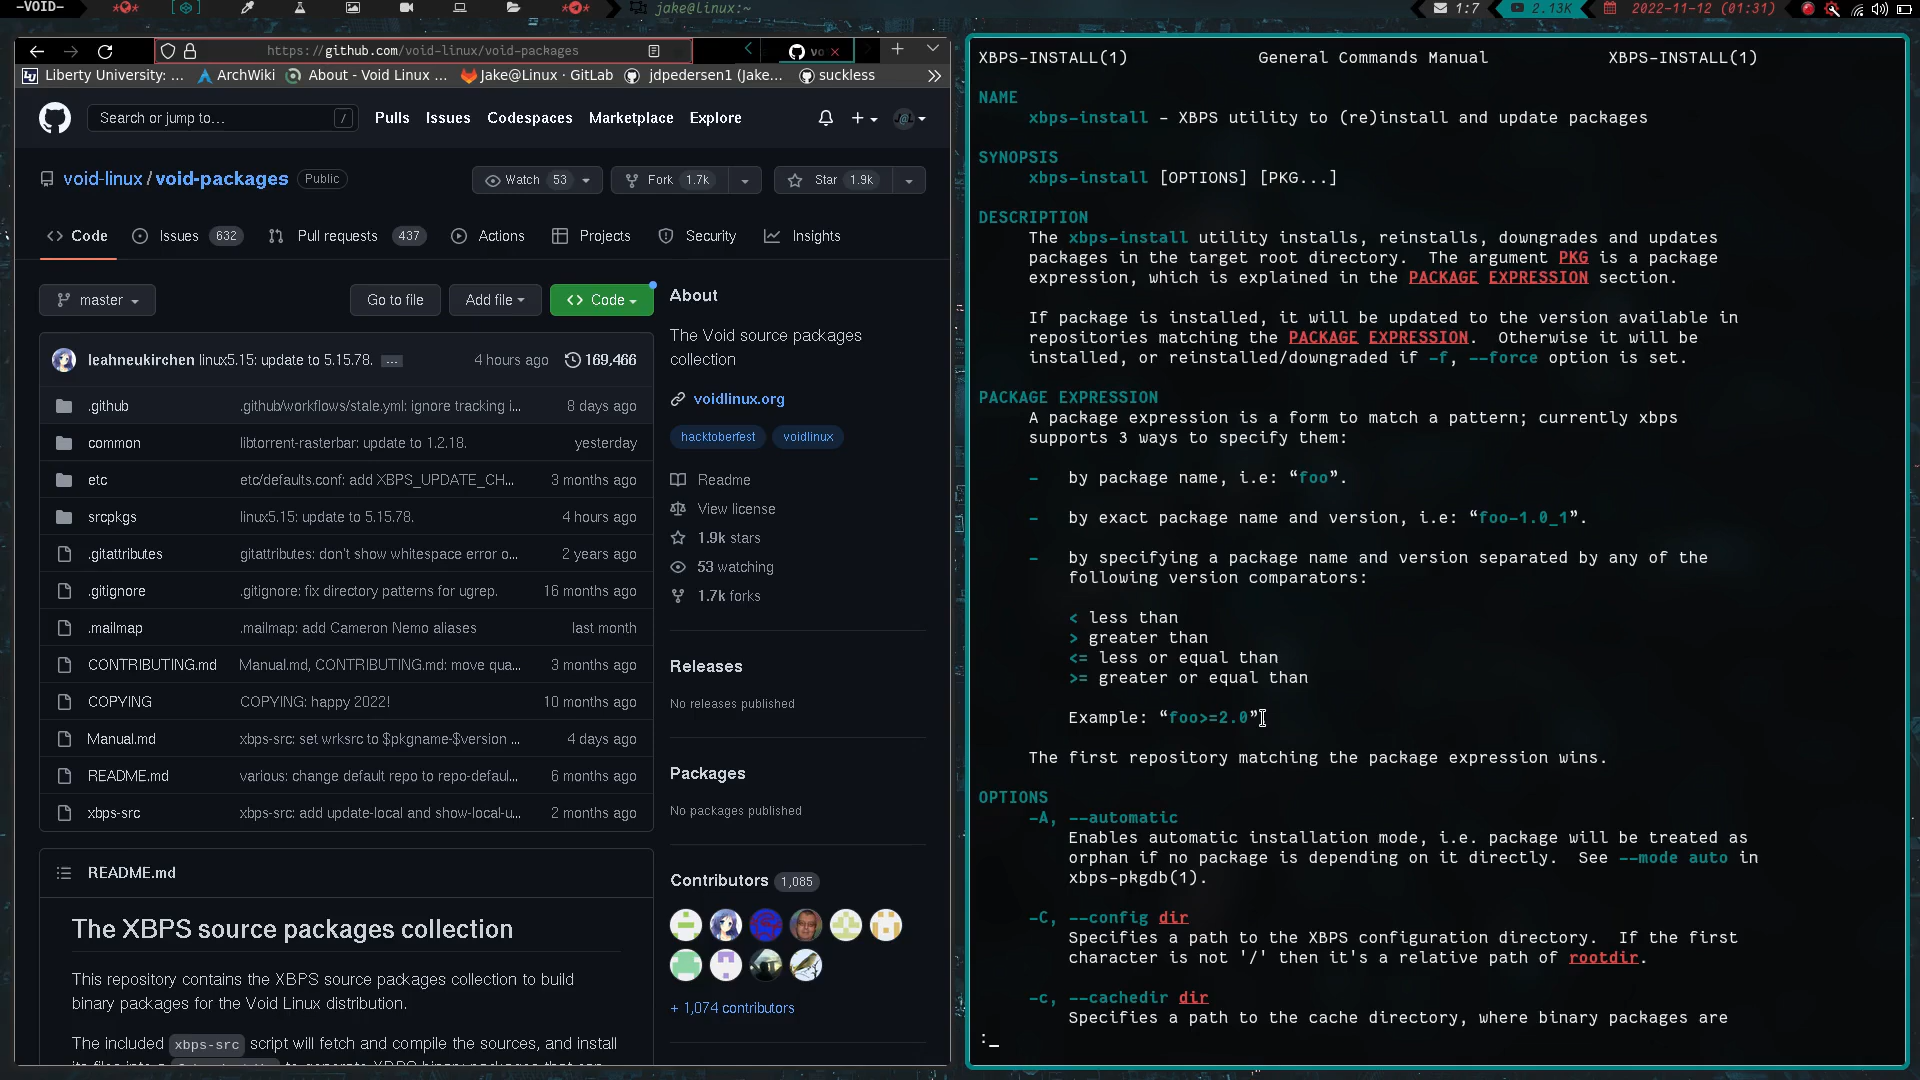 -VOID-
jake@linux:~
1:7
2.13K
2022-11-12 (01:31)
https://github.com/void-linux/void-packages
vo
Liberty University: ...
ArchWiki
About - Void Linux ...
Jake@Linux · GitLab
jdpedersen1 (Jake...
suckless
Search or jump to...
/
Pulls
Issues
Codespaces
Marketplace
Explore
void-linux / void-packages
Public
Watch 53
Fork 1.7k
Star 1.9k
Code
Issues 632
Pull requests 437
Actions
Projects
Security
Insights
master
Go to file
Add file
Code
leahneukirchen linux5.15: update to 5.15.78. ...
4 hours ago
169,466
.github .github/workflows/stale.yml: ignore tracking i... 8 days ago
common libtorrent-rasterbar: update to 1.2.18. yesterday
etc etc/defaults.conf: add XBPS_UPDATE_CH... 3 months ago
srcpkgs linux5.15: update to 5.15.78. 4 hours ago
.gitattributes gitattributes: don't show whitespace error o... 2 years ago
.gitignore .gitignore: fix directory patterns for ugrep. 16 months ago
.mailmap .mailmap: add Cameron Nemo aliases last month
CONTRIBUTING.md Manual.md, CONTRIBUTING.md: move qua... 3 months ago
COPYING COPYING: happy 2022! 10 months ago
Manual.md xbps-src: set wrksrc to $pkgname-$version ... 4 days ago
README.md various: change default repo to repo-defaul... 6 months ago
xbps-src xbps-src: add update-local and show-local-u... 2 months ago
README.md
The XBPS source packages collection
This repository contains the XBPS source packages collection to build
binary packages for the Void Linux distribution.
The included xbps-src script will fetch and compile the sources, and install
About
The Void source packages
collection
voidlinux.org
hacktoberfest
voidlinux
Readme
View license
1.9k stars
53 watching
1.7k forks
Releases
No releases published
Packages
No packages published
Contributors 1,085
+ 1,074 contributors
XBPS-INSTALL(1) General Commands Manual XBPS-INSTALL(1)
NAME
xbps-install – XBPS utility to (re)install and update packages
SYNOPSIS
xbps-install [OPTIONS] [PKG...]
DESCRIPTION
The xbps-install utility installs, reinstalls, downgrades and updates
packages in the target root directory. The argument PKG is a package
expression, which is explained in the PACKAGE EXPRESSION section.
If package is installed, it will be updated to the version available in
repositories matching the PACKAGE EXPRESSION. Otherwise it will be
installed, or reinstalled/downgraded if -f, --force option is set.
PACKAGE EXPRESSION
A package expression is a form to match a pattern; currently xbps
supports 3 ways to specify them:
- by package name, i.e: “foo”.
- by exact package name and version, i.e: “foo-1.0_1”.
- by specifying a package name and version separated by any of the
following version comparators:
< less than
> greater than
<= less or equal than
>= greater or equal than
Example: “foo>=2.0”
The first repository matching the package expression wins.
OPTIONS
-A, --automatic
Enables automatic installation mode, i.e. package will be treated as
orphan if no package is depending on it directly. See --mode auto in
xbps-pkgdb(1).
-C, --config dir
Specifies a path to the XBPS configuration directory. If the first
character is not '/' then it's a relative path of rootdir.
-c, --cachedir dir
Specifies a path to the cache directory, where binary packages are
:_